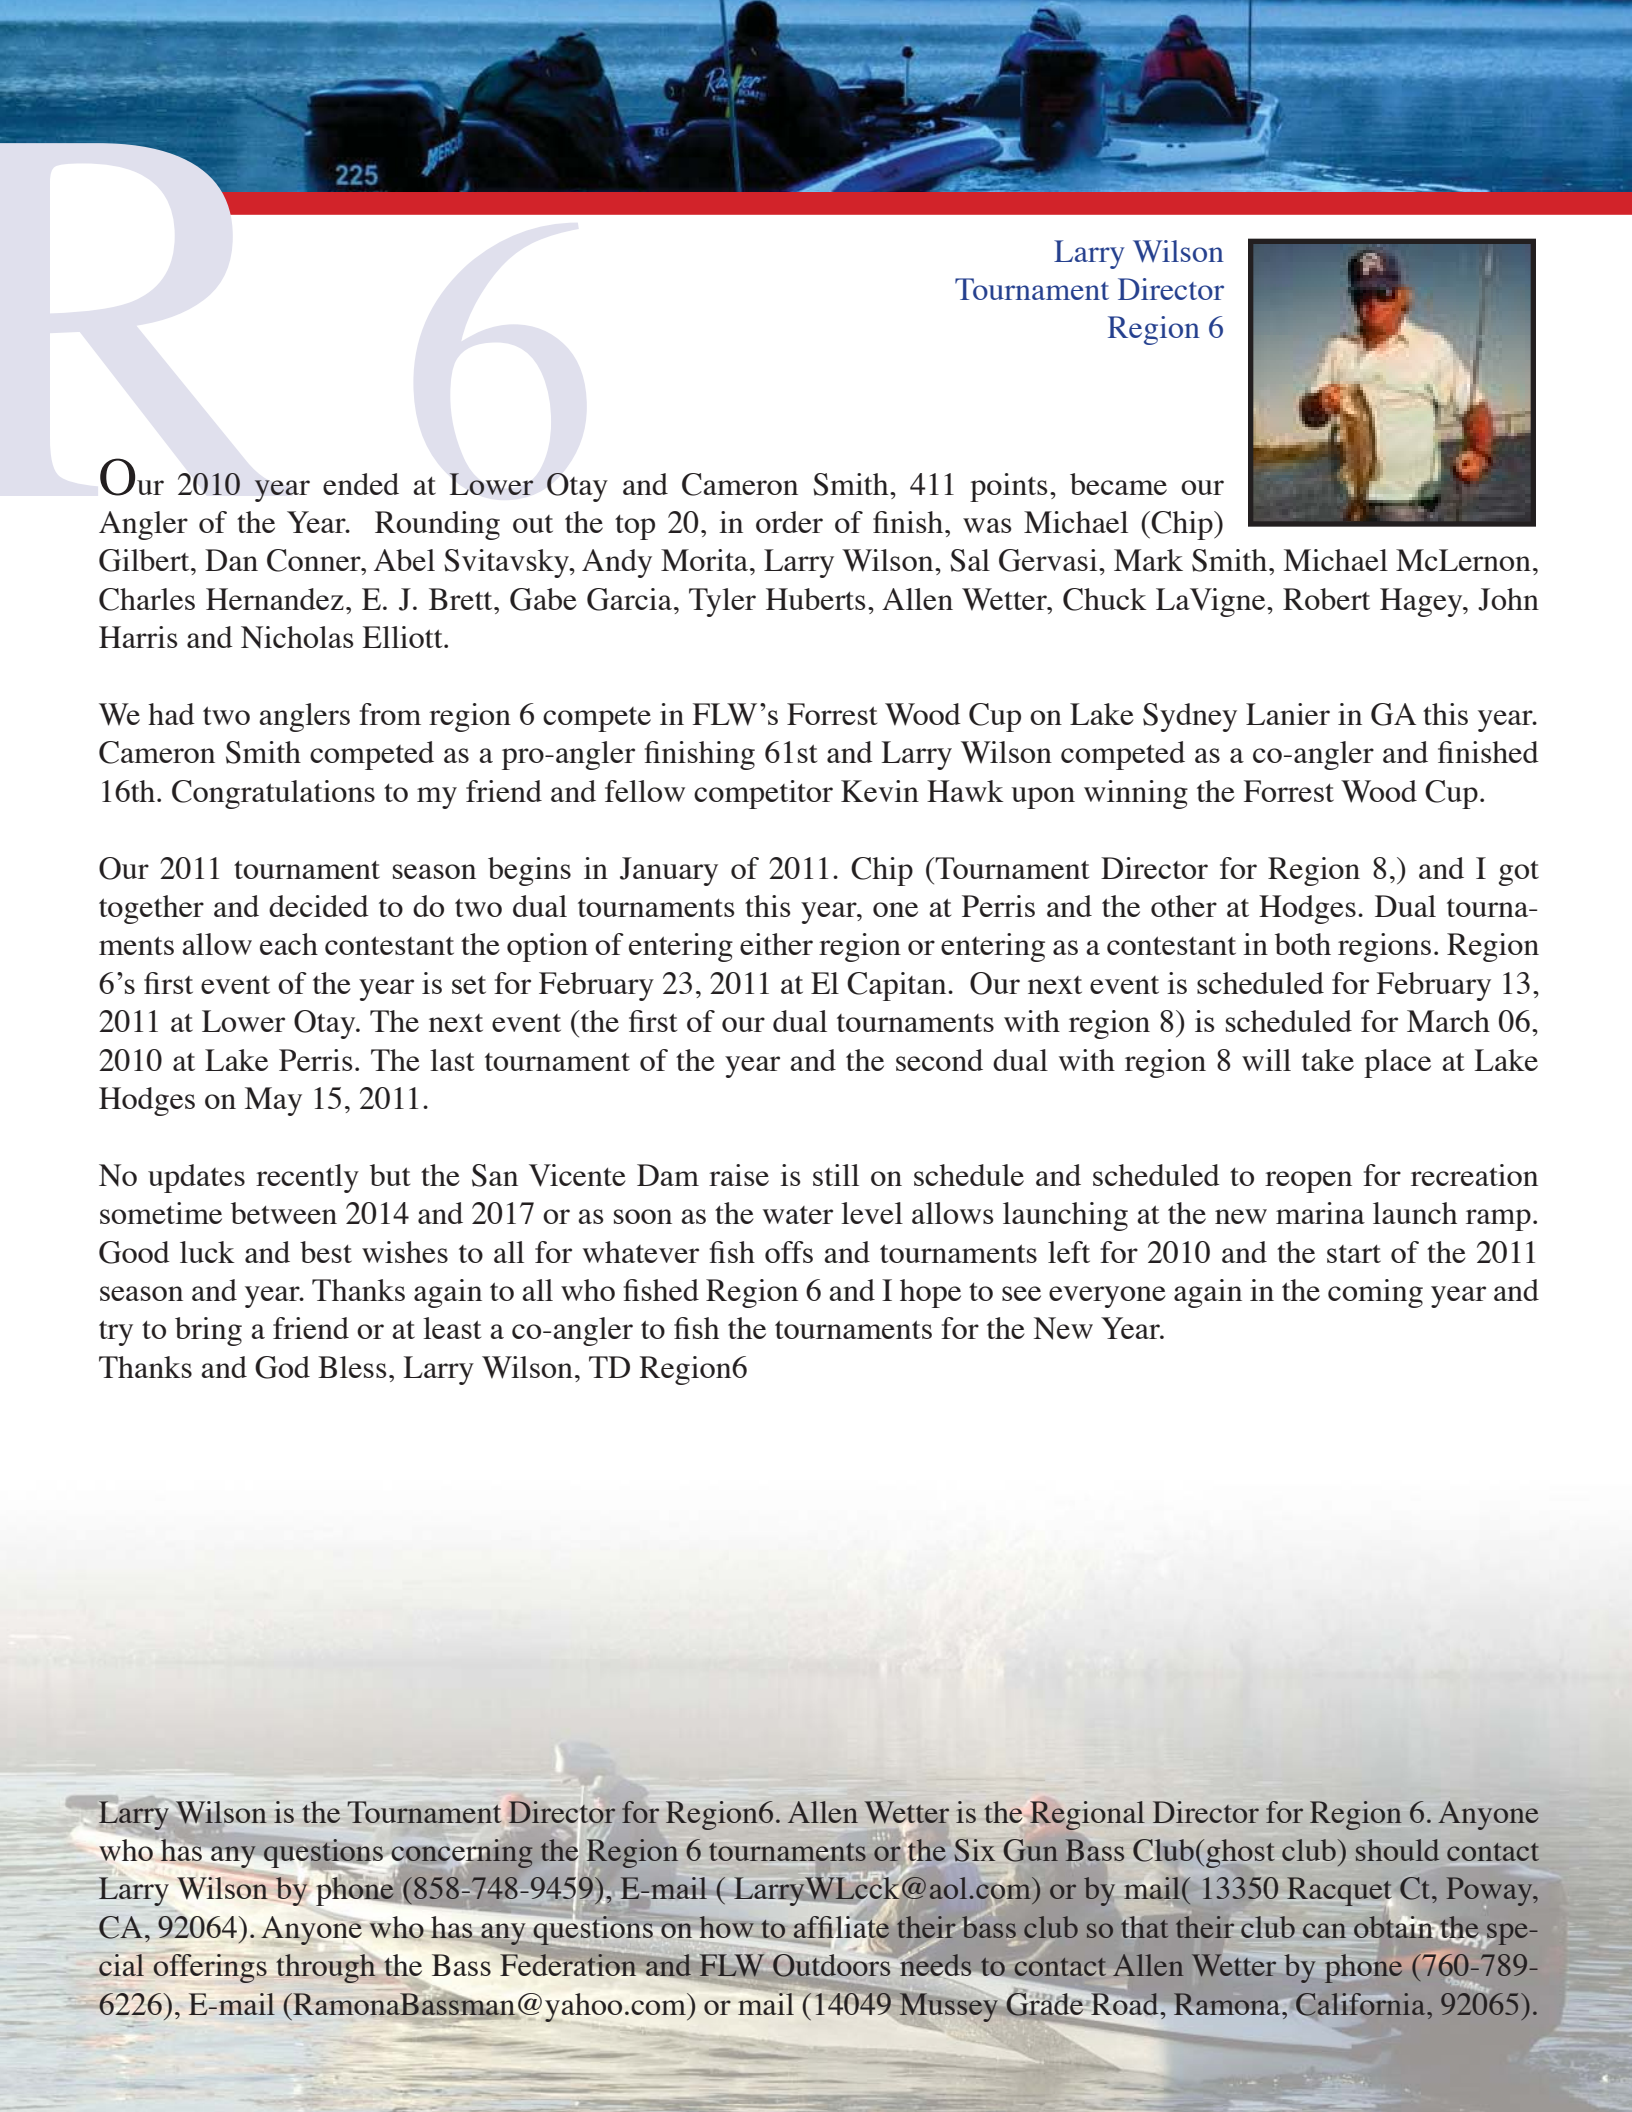 Ranger
BOATS
MERCURY
225
R 6
Larry Wilson
Tournament Director
Region 6
Our 2010 year ended at Lower Otay and Cameron Smith, 411 points, became our
Angler of the Year.  Rounding out the top 20, in order of finish, was Michael (Chip)
Gilbert, Dan Conner, Abel Svitavsky, Andy Morita, Larry Wilson, Sal Gervasi, Mark Smith, Michael McLernon,
Charles Hernandez, E. J. Brett, Gabe Garcia, Tyler Huberts, Allen Wetter, Chuck LaVigne, Robert Hagey, John
Harris and Nicholas Elliott.
We had two anglers from region 6 compete in FLW’s Forrest Wood Cup on Lake Sydney Lanier in GA this year.
Cameron Smith competed as a pro-angler finishing 61st and Larry Wilson competed as a co-angler and finished
16th. Congratulations to my friend and fellow competitor Kevin Hawk upon winning the Forrest Wood Cup.
Our 2011 tournament season begins in January of 2011. Chip (Tournament Director for Region 8,) and I got
together and decided to do two dual tournaments this year, one at Perris and the other at Hodges. Dual tourna-
ments allow each contestant the option of entering either region or entering as a contestant in both regions. Region
6’s first event of the year is set for February 23, 2011 at El Capitan.  Our next event is scheduled for February 13,
2011 at Lower Otay. The next event (the first of our dual tournaments with region 8) is scheduled for March 06,
2010 at Lake Perris. The last tournament of the year and the second dual with region 8 will take place at Lake
Hodges on May 15, 2011.
No updates recently but the San Vicente Dam raise is still on schedule and scheduled to reopen for recreation
sometime between 2014 and 2017 or as soon as the water level allows launching at the new marina launch ramp.
Good luck and best wishes to all for whatever fish offs and tournaments left for 2010 and the start of the 2011
season and year. Thanks again to all who fished Region 6 and I hope to see everyone again in the coming year and
try to bring a friend or at least a co-angler to fish the tournaments for the New Year.
Thanks and God Bless, Larry Wilson, TD Region6
Larry Wilson is the Tournament Director for Region6. Allen Wetter is the Regional Director for Region 6. Anyone
who has any questions concerning the Region 6 tournaments or the Six Gun Bass Club(ghost club) should contact
Larry Wilson by phone (858-748-9459), E-mail ( LarryWLcck@aol.com) or by mail( 13350 Racquet Ct, Poway,
CA, 92064). Anyone who has any questions on how to affiliate their bass club so that their club can obtain the spe-
cial offerings through the Bass Federation and FLW Outdoors needs to contact Allen Wetter by phone (760-789-
6226), E-mail (RamonaBassman@yahoo.com) or mail (14049 Mussey Grade Road, Ramona, California, 92065).